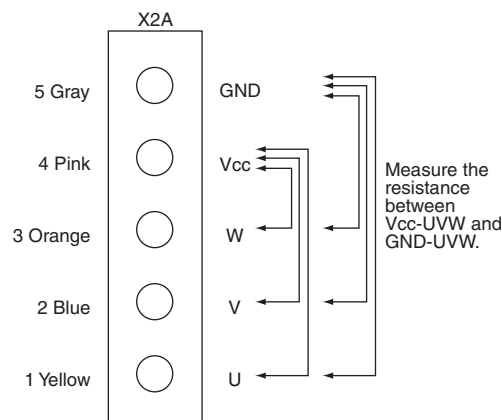 X2A
5 Gray GND
4 Pink Vcc
3 Orange W
2 Blue V
1 Yellow U
Measure the
resistance
between
Vcc-UVW and
GND-UVW.